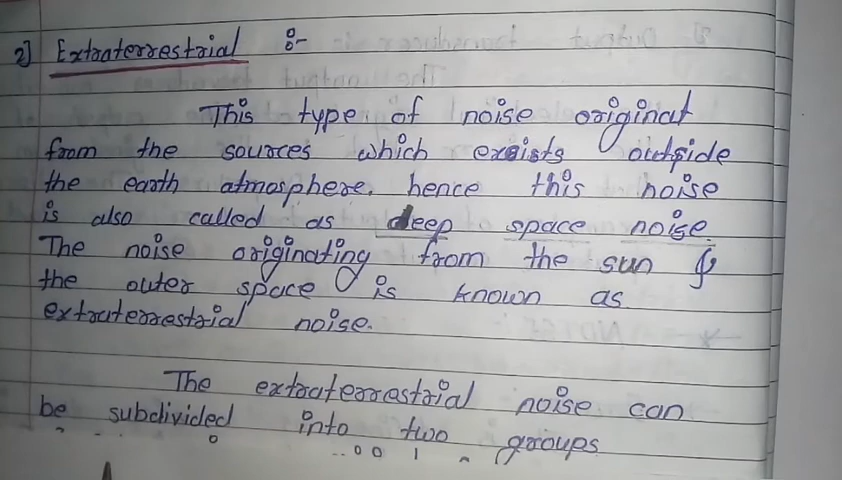 2] Extraterrestrial :-
This type of noise originat
from the sources which exsists outside
the earth atmosphere. hence this noise
is also called as deep space noise.
The noise originating from the sun &
the outer space is known as
extraterrestrial noise.
The extraterrastrial noise can
be subdivided into two groups